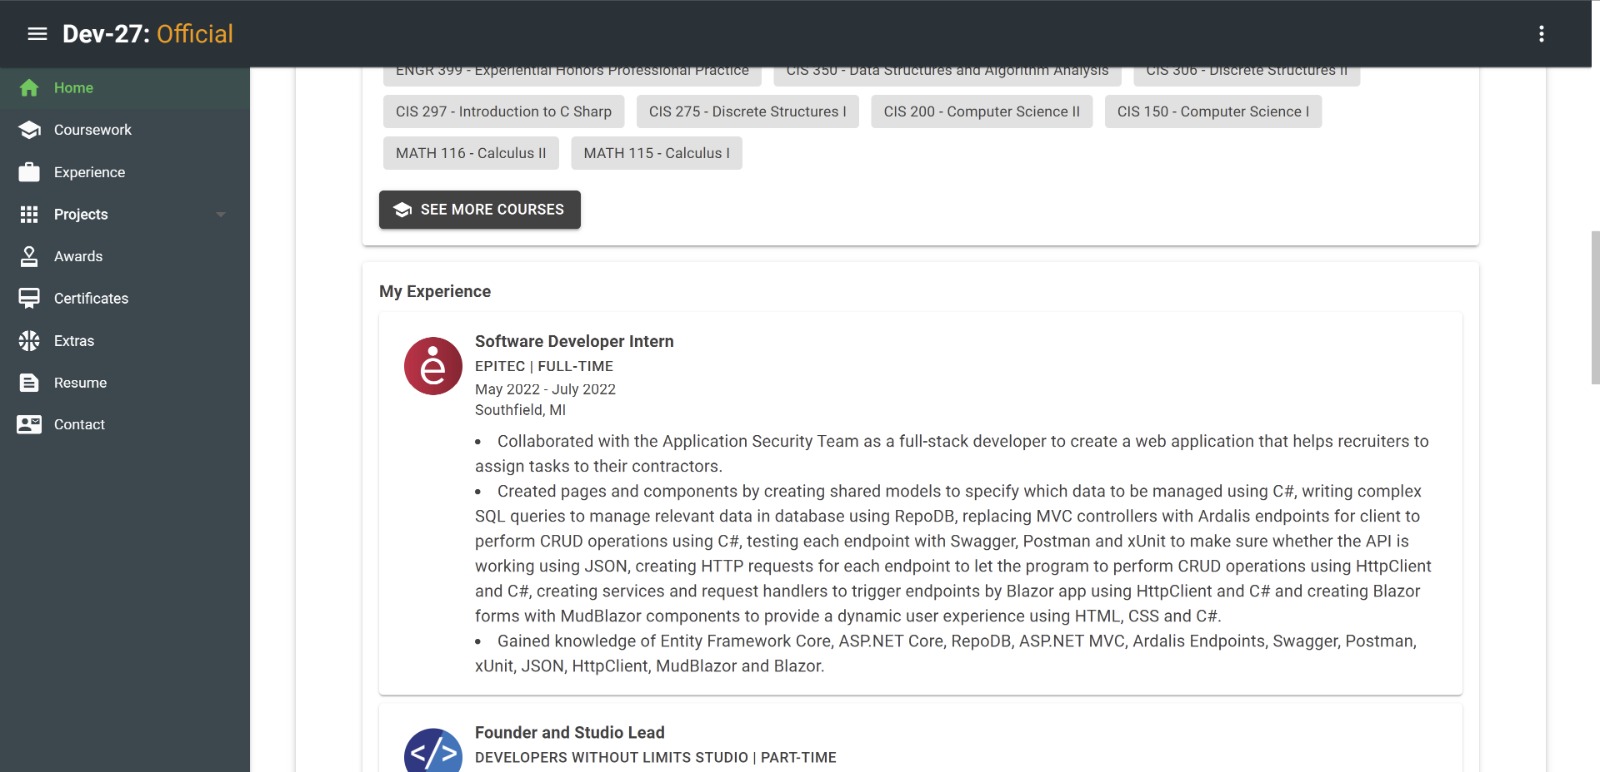 Dev-27: Official
Home
Coursework
Experience
Projects
Awards
Certificates
Extras
Resume
Contact
ENGR 399 - Experiential Honors Professional Practice
CIS 350 - Data Structures and Algorithm Analysis
CIS 306 - Discrete Structures II
CIS 297 - Introduction to C Sharp
CIS 275 - Discrete Structures I
CIS 200 - Computer Science II
CIS 150 - Computer Science I
MATH 116 - Calculus II
MATH 115 - Calculus I
SEE MORE COURSES
My Experience
ė
Software Developer Intern
EPITEC | FULL-TIME
May 2022 - July 2022
Southfield, MI
• Collaborated with the Application Security Team as a full-stack developer to create a web application that helps recruiters to
assign tasks to their contractors.
• Created pages and components by creating shared models to specify which data to be managed using C#, writing complex
SQL queries to manage relevant data in database using RepoDB, replacing MVC controllers with Ardalis endpoints for client to
perform CRUD operations using C#, testing each endpoint with Swagger, Postman and xUnit to make sure whether the API is
working using JSON, creating HTTP requests for each endpoint to let the program to perform CRUD operations using HttpClient
and C#, creating services and request handlers to trigger endpoints by Blazor app using HttpClient and C# and creating Blazor
forms with MudBlazor components to provide a dynamic user experience using HTML, CSS and C#.
• Gained knowledge of Entity Framework Core, ASP.NET Core, RepoDB, ASP.NET MVC, Ardalis Endpoints, Swagger, Postman,
xUnit, JSON, HttpClient, MudBlazor and Blazor.
</>
Founder and Studio Lead
DEVELOPERS WITHOUT LIMITS STUDIO | PART-TIME